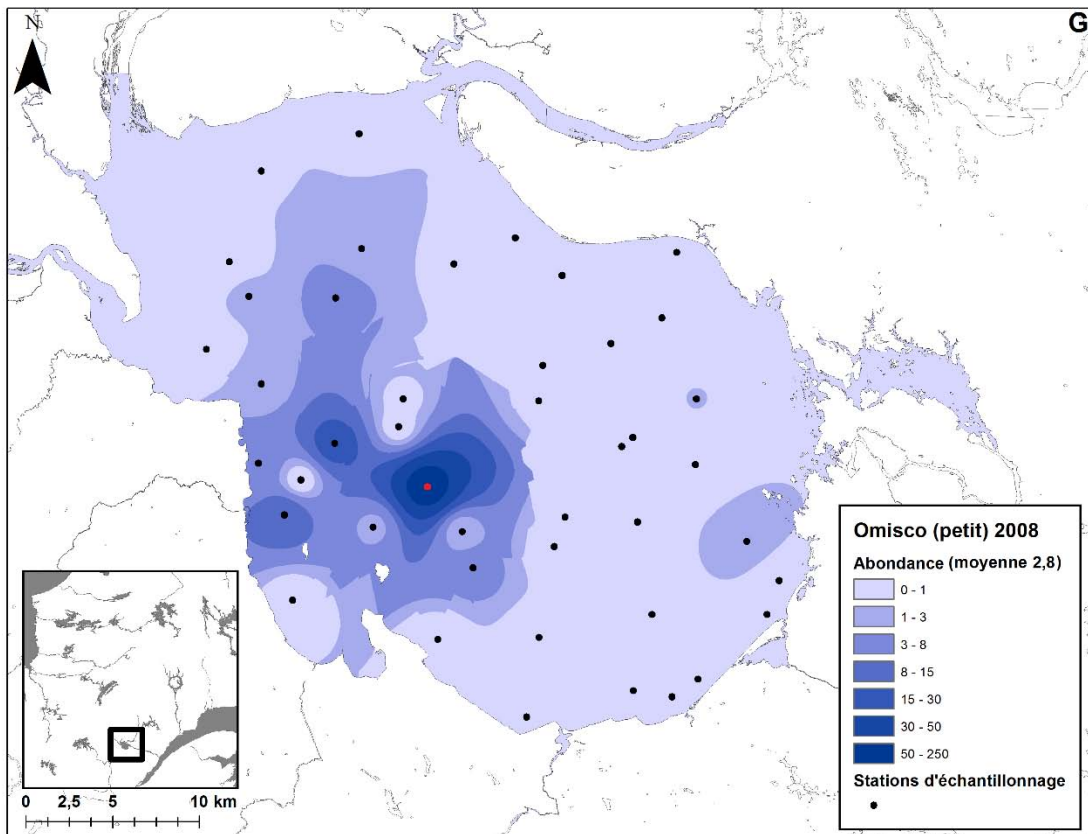 N
G
Omisco (petit) 2008
Abondance (moyenne 2,8)
0 - 1
1 - 3
3 - 8
8 - 15
15 - 30
30 - 50
50 - 250
Stations d'échantillonnage
0 2,5 5 10 km